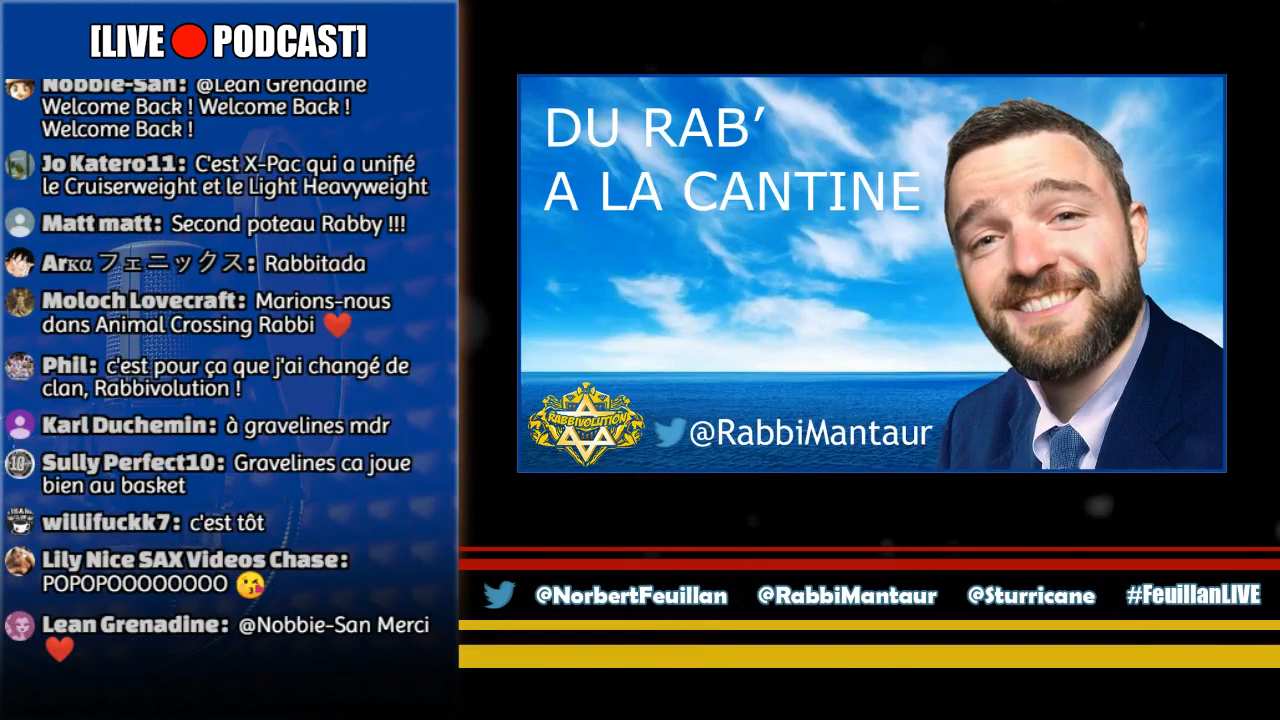 [LIVE PODCAST]
Nobbie-San: @Lean Grenadine
Welcome Back ! Welcome Back !
Welcome Back !
Jo Katero11: C'est X-Pac qui a unifié
le Cruiserweight et le Light Heavyweight
Matt matt: Second poteau Rabby !!!
Arκα フェニックス: Rabbitada
Moloch Lovecraft: Marions-nous
dans Animal Crossing Rabbi ❤️
Phil: c'est pour ça que j'ai changé de
clan, Rabbivolution !
Karl Duchemin: à gravelines mdr
Sully Perfect10: Gravelines ca joue
bien au basket
willifuckk7: c'est tôt
Lily Nice SAX Videos Chase:
POPOPOOOOOOOO 😘
Lean Grenadine: @Nobbie-San Merci
❤️
DU RAB’
A LA CANTINE
RABBIVOLUTION
@RabbiMantaur
@NorbertFeuillan @RabbiMantaur @Sturricane #FeuillanLIVE